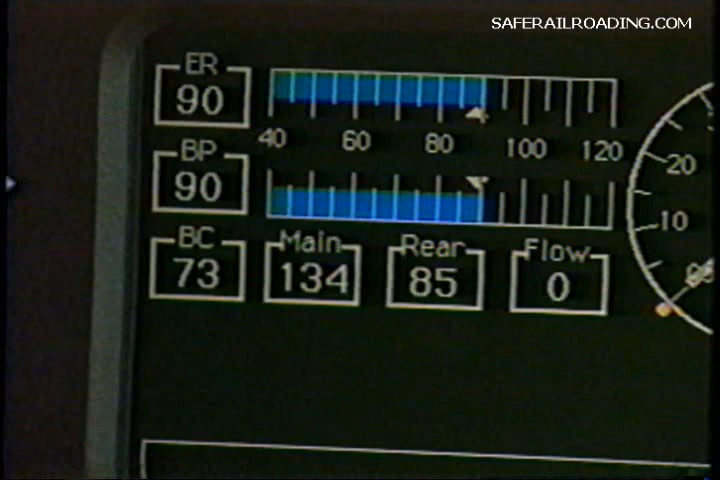 SAFERAILROADING.COM
ER
90
40 60 80 100 120
BP
90
BC
73
Main
134
Rear
85
Flow
0
20
10